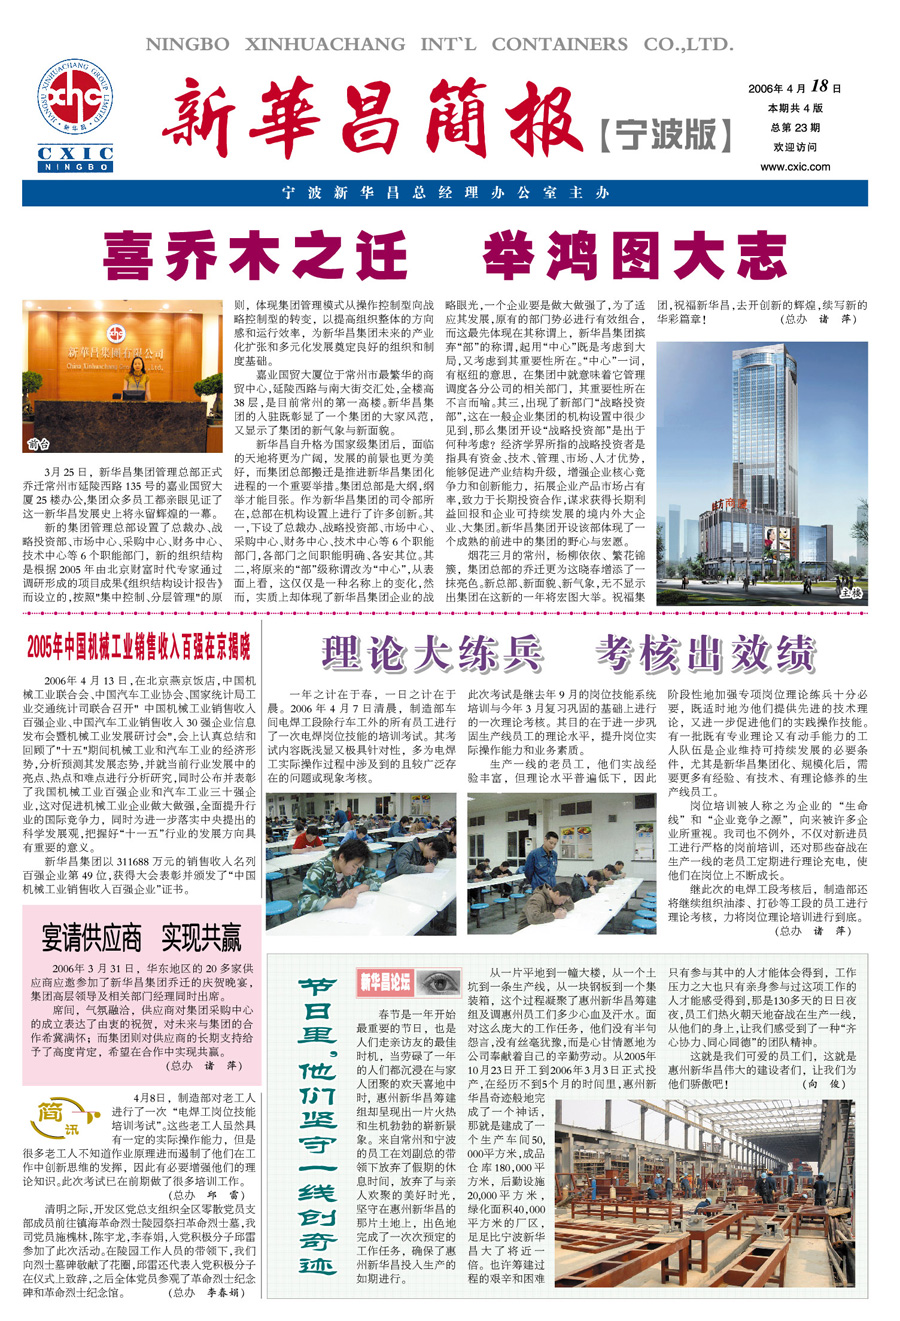 NINGBO XINHUACHANG INT`L CONTAINERS CO.,LTD.
JIANGSU XINHUACHANG GROUP LIMITED
xhc
·新华昌·
CXIC
NINGBO
新華昌簡报【宁波版】
2006年 4 月 18 日
本期共 4 版
总第 23 期
欢迎访问
www.cxic.com
宁波新华昌总经理办公室主办
喜乔木之迁 举鸿图大志
新華昌集团有限公司
前台
3月 25 日，新华昌集团管理总部正式
乔迁常州市延陵西路 135 号的嘉业国贸大
厦 25 楼办公,集团众多员工都亲眼见证了
这一新华昌发展史上将永留辉煌的一幕。
新的集团管理总部设置了总裁办、战
略投资部、市场中心、采购中心、财务中心、
技术中心等 6 个职能部门，新的组织结构
是根据 2005 年由北京财富时代专家通过
调研形成的项目成果《组织结构设计报告》
而设立的,按照“集中控制、分层管理”的原
则，体现集团管理模式从操作控制型向战
略控制型的转变，以提高组织整体的方向
感和运行效率，为新华昌集团未来的产业
化扩张和多元化发展奠定良好的组织和制
度基础。
嘉业国贸大厦位于常州市最繁华的商
贸中心,延陵西路与南大街交汇处,全楼高
38 层,是目前常州的第一高楼。新华昌集
团的入驻既彰显了一个集团的大家风范，
又显示了集团的新气象与新面貌。
新华昌自升格为国家级集团后，面临
的天地将更为广阔，发展的前景也更为美
好，而集团总部搬迁是推进新华昌集团化
进程的一个重要举措。集团总部是大纲,纲
举才能目张。作为新华昌集团的司令部所
在,总部在机构设置上进行了许多创新。其
一,下设了总裁办、战略投资部、市场中心、
采购中心、财务中心、技术中心等 6 个职能
部门,各部门之间职能明确、各安其位。其
二,将原来的“部”级称谓改为“中心”,从表
面上看，这仅仅是一种名称上的变化,然
而，实质上却体现了新华昌集团企业的战
略眼光,一个企业要是做大做强了,为了适
应其发展,原有的部门势必进行有效组合，
而这最先体现在其称谓上，新华昌集团摈
弃“部”的称谓,起用“中心”既是考虑到大
局,又考虑到其重要性所在。“中心”一词，
有枢纽的意思，在集团中就意味着它管理
调度各分公司的相关部门，其重要性所在
不言而喻。其三,出现了新部门“战略投资
部”,这在一般企业集团的机构设置中很少
见到,那么集团开设“战略投资部”是出于
何种考虑？经济学界所指的战略投资者是
指具有资金、技术、管理、市场、人才优势,
能够促进产业结构升级，增强企业核心竞
争力和创新能力，拓展企业产品市场占有
率,致力于长期投资合作,谋求获得长期利
益回报和企业可持续发展的境内外大企
业、大集团。新华昌集团开设该部体现了一
个成熟的前进中的集团的野心与宏愿。
烟花三月的常州，杨柳依依、繁花锦
簇，集团总部的乔迁更为这晚春增添了一
抹亮色。新总部、新面貌、新气象,无不显示
出集团在这新的一年将宏图大举。祝福集
团,祝福新华昌,去开创新的辉煌,续写新的
华彩篇章！ (总办 诸 萍)
主楼
2005年中国机械工业销售收入百强在京揭晓
2006年 4 月 13 日,在北京燕京饭店,中国机
械工业联合会、中国汽车工业协会、国家统计局工
业交通统计司联合召开" 中国机械工业销售收入
百强企业、中国汽车工业销售收入 30 强企业信息
发布会暨机械工业发展研讨会",会上认真总结和
回顾了"十五"期间机械工业和汽车工业的经济形
势,分析预测其发展态势,并就当前行业发展中的
亮点、热点和难点进行分析研究,同时公布并表彰
了我国机械工业百强企业和汽车工业三十强企
业,这对促进机械工业企业做大做强,全面提升行
业的国际竞争力，同时为进一步落实中央提出的
科学发展观,把握好“十一五”行业的发展方向具
有重要的意义。
新华昌集团以 311688 万元的销售收入名列
百强企业第 49 位,获得大会表彰并颁发了“中国
机械工业销售收入百强企业”证书。
理论大练兵 考核出效绩
一年之计在于春，一日之计在于
晨。2006 年 4 月 7 日清晨，制造部车
间电焊工段除行车工外的所有员工进行
了一次电焊岗位技能的培训考试。其考
试内容既浅显又极具针对性，多为电焊
工实际操作过程中涉及到的且较广泛存
在的问题或现象考核。
此次考试是继去年 9 月的岗位技能系统
培训与今年 3 月复习巩固的基础上进行
的一次理论考核。其目的在于进一步巩
固生产线员工的理论水平，提升岗位实
际操作能力和业务素质。
生产一线的老员工，他们实战经
验丰富，但理论水平普遍低下，因此
阶段性地加强专项岗位理论练兵十分必
要，既适时地为他们提供先进的技术理
论，又进一步促进他们的实践操作技能。
有一批既有专业理论又有动手能力的工
人队伍是企业维持可持续发展的必要条
件，尤其是新华昌集团化、规模化后，需
要更多有经验、有技术、有理论修养的生
产线员工。
岗位培训被人称之为企业的“生命
线”和“企业竞争之源”，向来被许多企
业所重视。我司也不例外，不仅对新进员
工进行严格的岗前培训，还对那些奋战在
生产一线的老员工定期进行理论充电，使
他们在岗位上不断成长。
继此次的电焊工段考核后，制造部还
将继续组织油漆、打砂等工段的员工进行
理论考核，力将岗位理论培训进行到底。
(总办 诸 萍)
宴请供应商 实现共赢
2006年 3 月 31 日，华东地区的 20 多家供
应商应邀参加了新华昌集团乔迁的庆贺晚宴，
集团高层领导及相关部门经理同时出席。
席间，气氛融洽，供应商对集团采购中心
的成立表达了由衷的祝贺，对未来与集团的合
作希冀满怀；而集团则对供应商的长期支持给
予了高度肯定，希望在合作中实现共赢。
(总办 诸 萍)
简讯
4月8日，制造部对老工人
进行了一次“电焊工岗位技能
培训考试”。这些老工人虽然具
有一定的实际操作能力，但是
很多老工人不知道作业原理进而遏制了他们在工
作中创新思维的发挥，因此有必要增强他们的理
论知识。此次考试已在前期做了很多培训工作。
(总办 邱 雷)
清明之际,开发区党总支组织全区零散党员支
部成员前往镇海革命烈士陵园祭扫革命烈士墓,我
司党员施槐林,陈宇龙,李春娟,入党积极分子邱雷
参加了此次活动。在陵园工作人员的带领下,我们
向烈士墓碑敬献了花圈,邱雷还代表入党积极分子
在仪式上致辞,之后全体党员参观了革命烈士纪念
碑和革命烈士纪念馆。 (总办 李春娟)
节日里，他们坚守一线创奇迹
新华昌论坛
春节是一年开始
最重要的节日，也是
人们走亲访友的最佳
时机，当劳碌了一年
的人们都沉浸在与家
人团聚的欢天喜地中
时，惠州新华昌筹建
组却呈现出一片火热
和生机勃勃的崭新景
象。来自常州和宁波
的员工在刘副总的带
领下放弃了假期的休
息时间，放弃了与亲
人欢聚的美好时光，
坚守在惠州新华昌的
那片土地上，出色地
完成了一次次预定的
工作任务，确保了惠
州新华昌投入生产的
如期进行。
从一片平地到一幢大楼，从一个土
坑到一条生产线，从一块钢板到一个集
装箱，这个过程凝聚了惠州新华昌筹建
组及调惠州员工们多少心血及汗水。面
对这么庞大的工作任务，他们没有半句
怨言,没有丝毫犹豫,而是心甘情愿地为
公司奉献着自己的辛勤劳动。从2005年
10月23日开工到2006年3月3日正式投
产,在经历不到5个月的时间里,惠州新
华昌奇迹般地完
成了一个神话，
那就是建成了一
个生产车间50,
000平方米,成品
仓库180,000平
方米，后勤设施
20,000平方米，
绿化面积40,000
平方米的厂区，
足足比宁波新华
昌大了将近一
倍。也许筹建过
程的艰辛和困难
只有参与其中的人才能体会得到，工作
压力之大也只有亲身参与过这项工作的
人才能感受得到,那是130多天的日日夜
夜,员工们热火朝天地奋战在生产一线,
从他们的身上,让我们感受到了一种“齐
心协力、同心同德”的团队精神。
这就是我们可爱的员工们，这就是
惠州新华昌伟大的建设者们，让我们为
他们骄傲吧！ (向 俊)